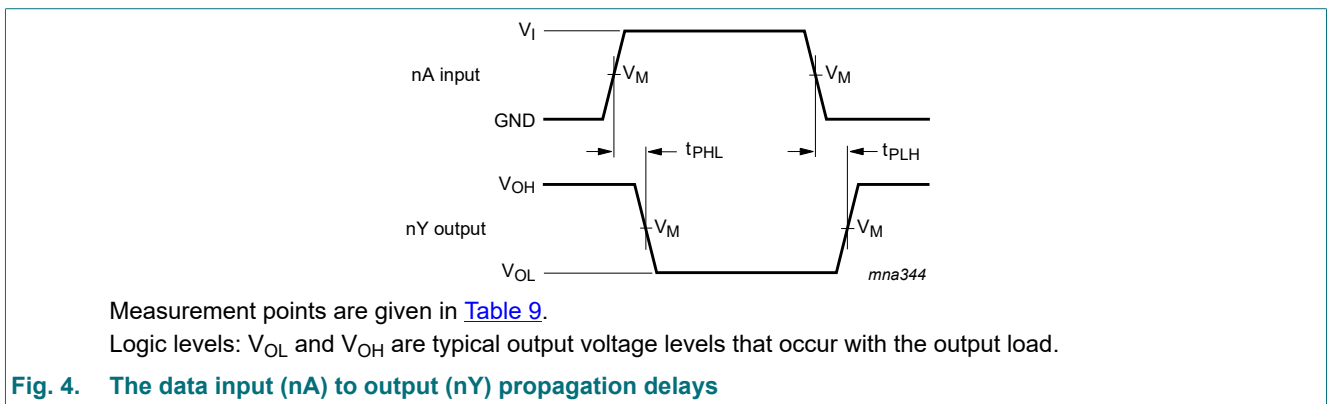 V_I
nA input
V_M
V_M
GND
t_PHL
t_PLH
V_OH
nY output
V_M
V_M
V_OL
mna344
Measurement points are given in Table 9.
Logic levels: V_OL and V_OH are typical output voltage levels that occur with the output load.
Fig. 4. The data input (nA) to output (nY) propagation delays